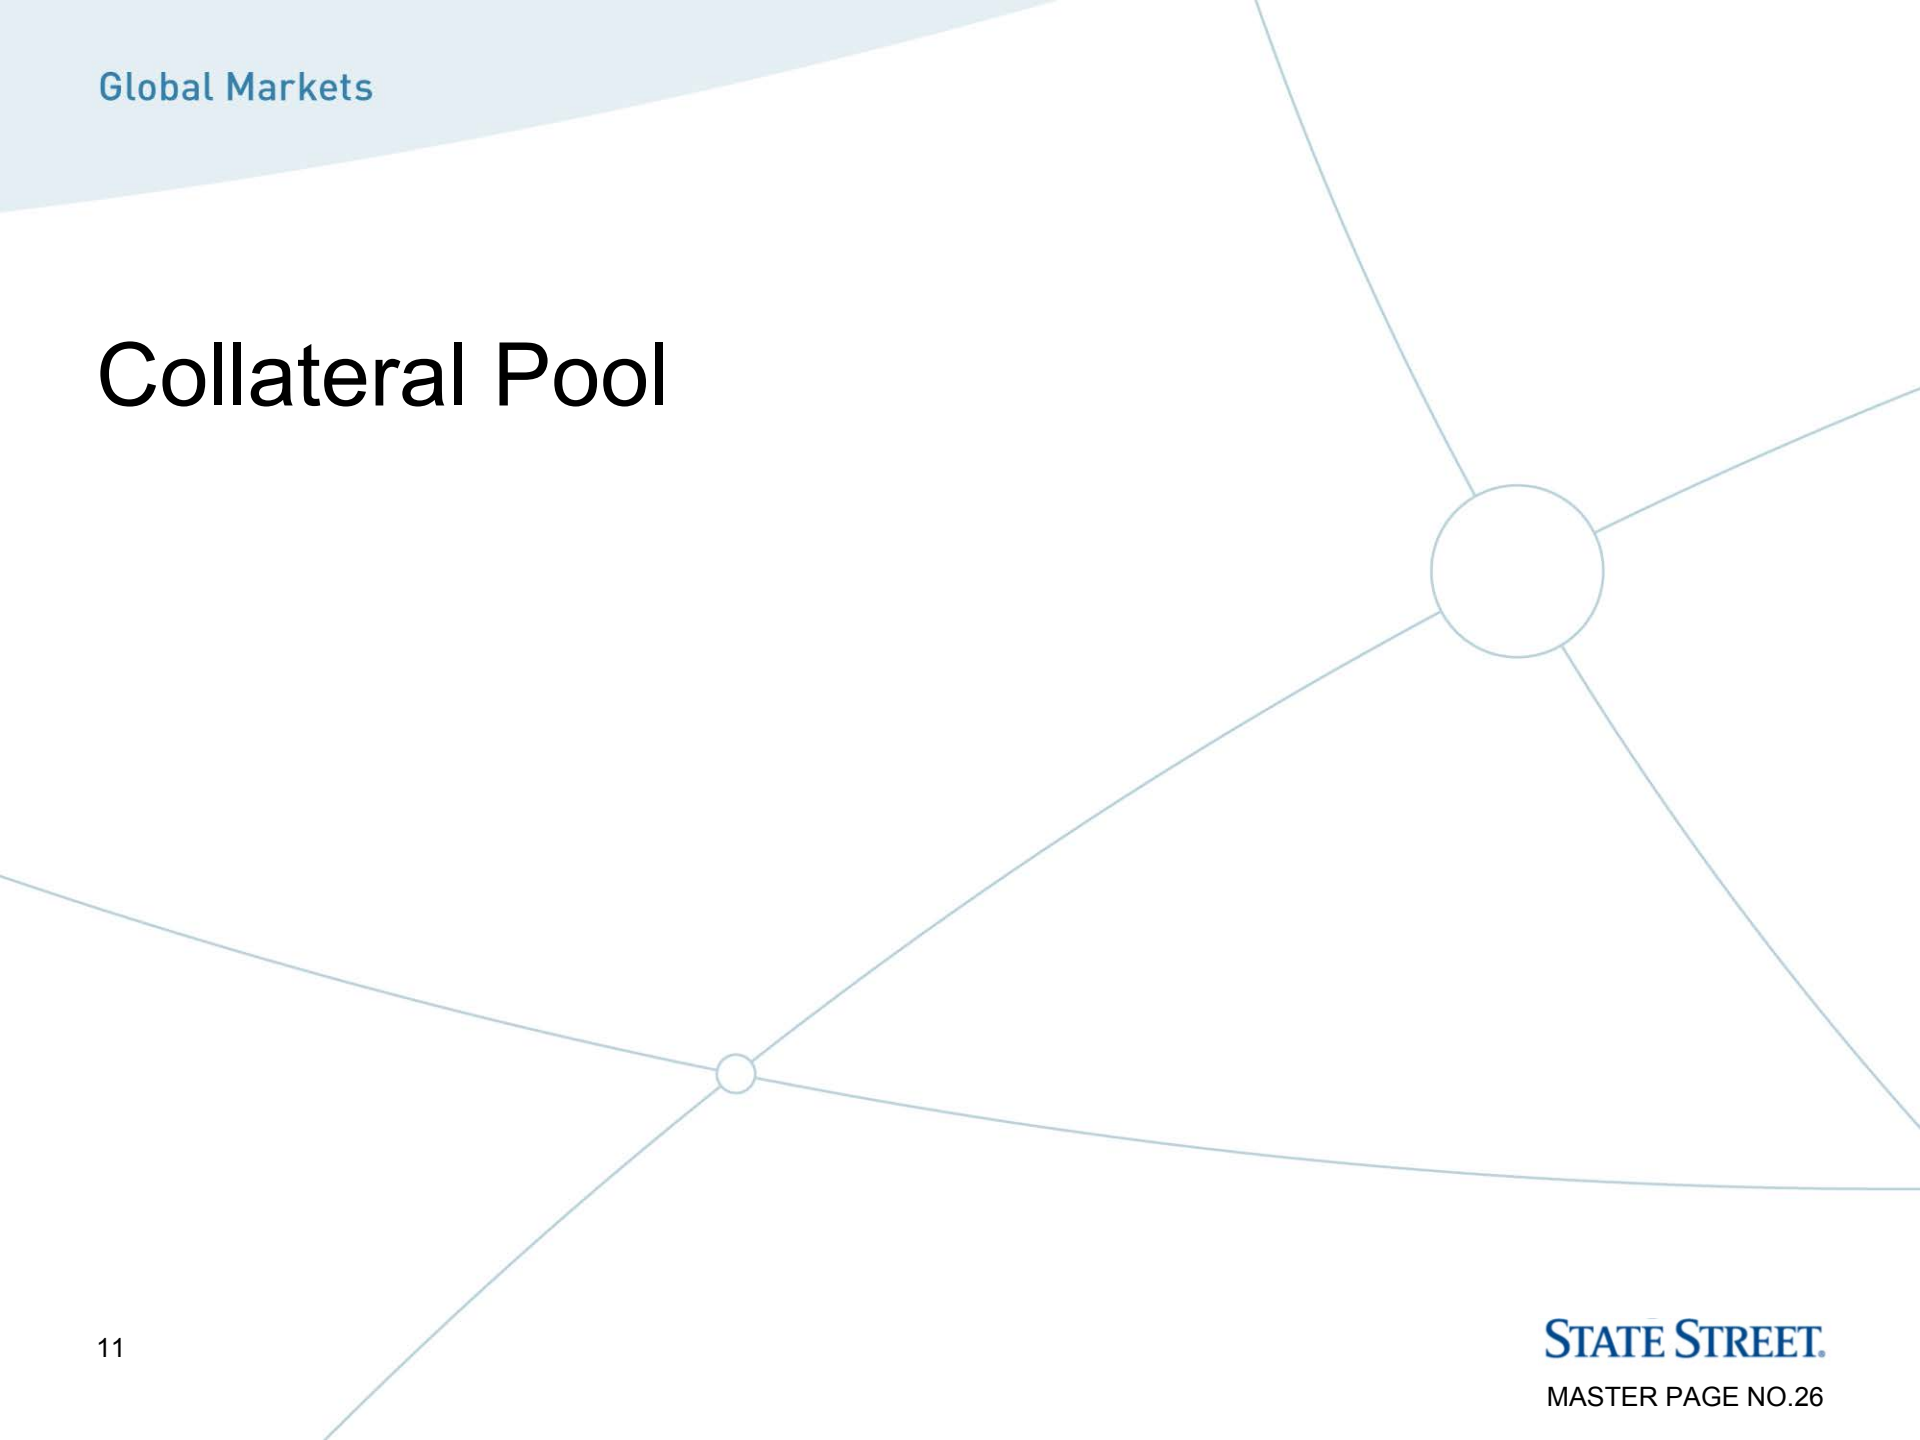 Global Markets
Collateral Pool
11
STATE STREET.
MASTER PAGE NO.26